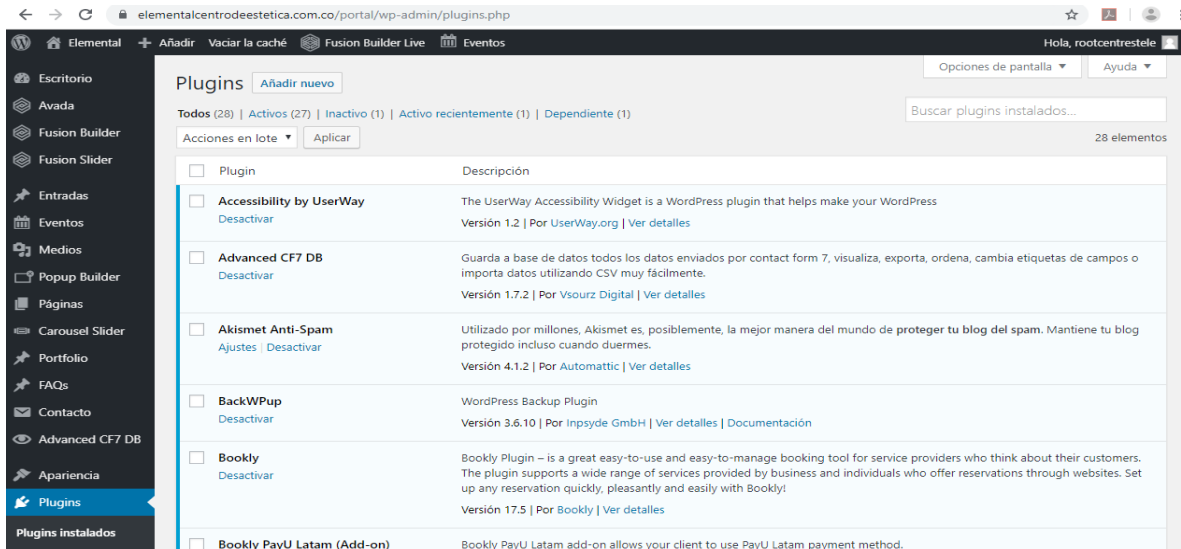 elementalcentrodeestetica.com.co/portal/wp-admin/plugins.php
Elemental
Añadir
Vaciar la caché
Fusion Builder Live
Eventos
Hola, rootcentrestele
Escritorio
Avada
Fusion Builder
Fusion Slider
Entradas
Eventos
Medios
Popup Builder
Páginas
Carousel Slider
Portfolio
FAQs
Contacto
Advanced CF7 DB
Apariencia
Plugins
Plugins instalados
Opciones de pantalla ▼
Ayuda ▼
Plugins
Añadir nuevo
Todos (28) | Activos (27) | Inactivo (1) | Activo recientemente (1) | Dependiente (1)
Buscar plugins instalados...
Acciones en lote ▼
Aplicar
28 elementos
Plugin
Descripción
Accessibility by UserWay
Desactivar
The UserWay Accessibility Widget is a WordPress plugin that helps make your WordPress
Versión 1.2 | Por UserWay.org | Ver detalles
Advanced CF7 DB
Desactivar
Guarda a base de datos todos los datos enviados por contact form 7, visualiza, exporta, ordena, cambia etiquetas de campos o
importa datos utilizando CSV muy fácilmente.
Versión 1.7.2 | Por Vsourz Digital | Ver detalles
Akismet Anti-Spam
Ajustes | Desactivar
Utilizado por millones, Akismet es, posiblemente, la mejor manera del mundo de proteger tu blog del spam. Mantiene tu blog
protegido incluso cuando duermes.
Versión 4.1.2 | Por Automattic | Ver detalles
BackWPup
Desactivar
WordPress Backup Plugin
Versión 3.6.10 | Por Inpsyde GmbH | Ver detalles | Documentación
Bookly
Desactivar
Bookly Plugin – is a great easy-to-use and easy-to-manage booking tool for service providers who think about their customers.
The plugin supports a wide range of services provided by business and individuals who offer reservations through websites. Set
up any reservation quickly, pleasantly and easily with Bookly!
Versión 17.5 | Por Bookly | Ver detalles
Bookly PayU Latam (Add-on)
Bookly PayU Latam add-on allows your client to use PayU Latam payment method.